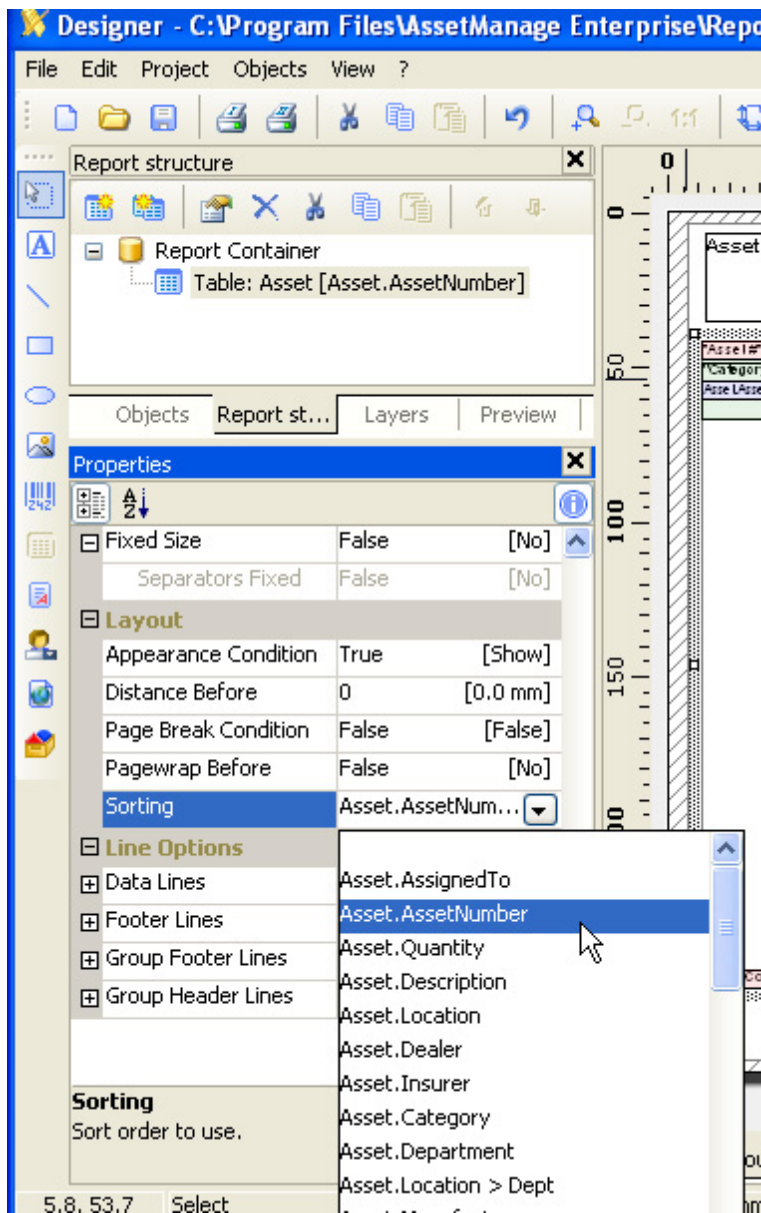 Designer - C:\Program Files\AssetManage Enterprise\Repo
File Edit Project Objects View ?
1:1
Report structure
0
Report Container
Table: Asset [Asset.AssetNumber]
Asset
0
50
Objects Report st... Layers Preview
Properties
Fixed Size False [No]
Separators Fixed False [No]
100
Layout
Appearance Condition True [Show]
Distance Before 0 [0.0 mm]
150
Page Break Condition False [False]
Pagewrap Before False [No]
Sorting Asset.AssetNum...
Line Options
Data Lines
Footer Lines
Group Footer Lines
Group Header Lines
Asset.AssignedTo
Asset.AssetNumber
Asset.Quantity
Asset.Description
Asset.Location
Asset.Dealer
Asset.Insurer
Asset.Category
Asset.Department
Asset.Location > Dept
Sorting
Sort order to use.
5.8, 53.7 Select